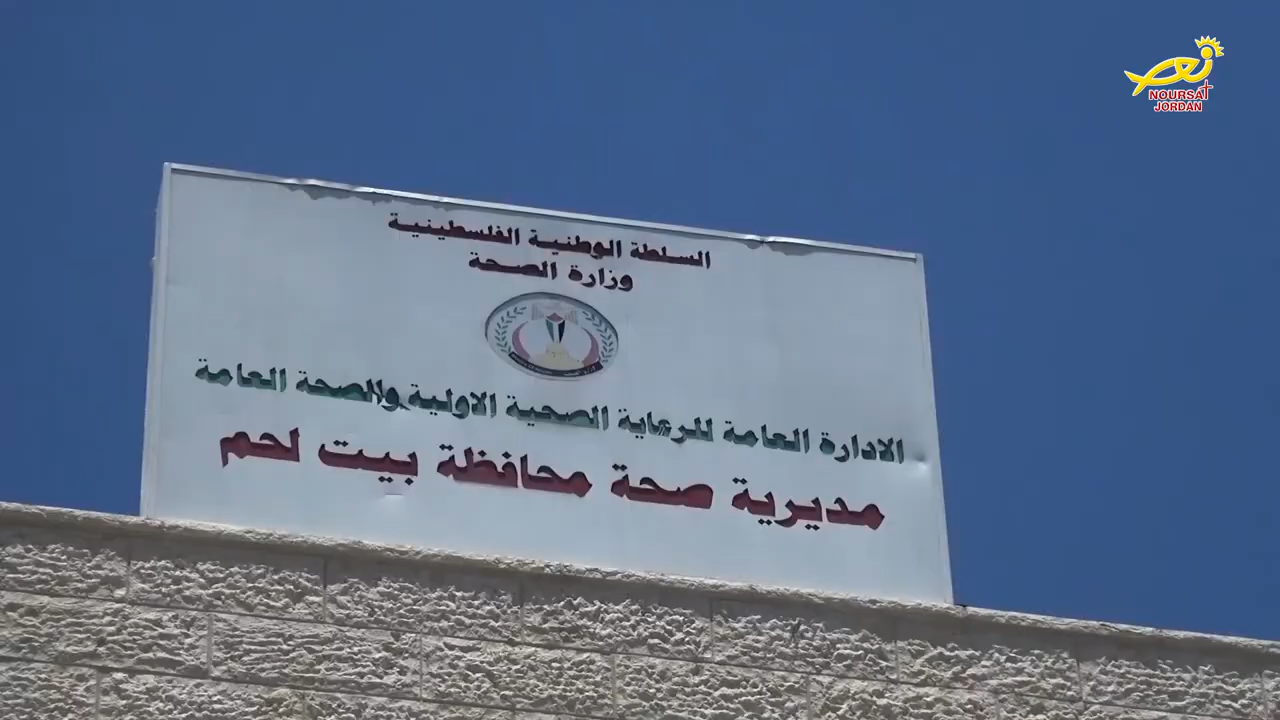 السلطة الوطنية الفلسطينية
وزارة الصحة
الادارة العامة للرعاية الصحية الاولية والصحة العامة
مديرية صحة محافظة بيت لحم
NOURSAT
JORDAN